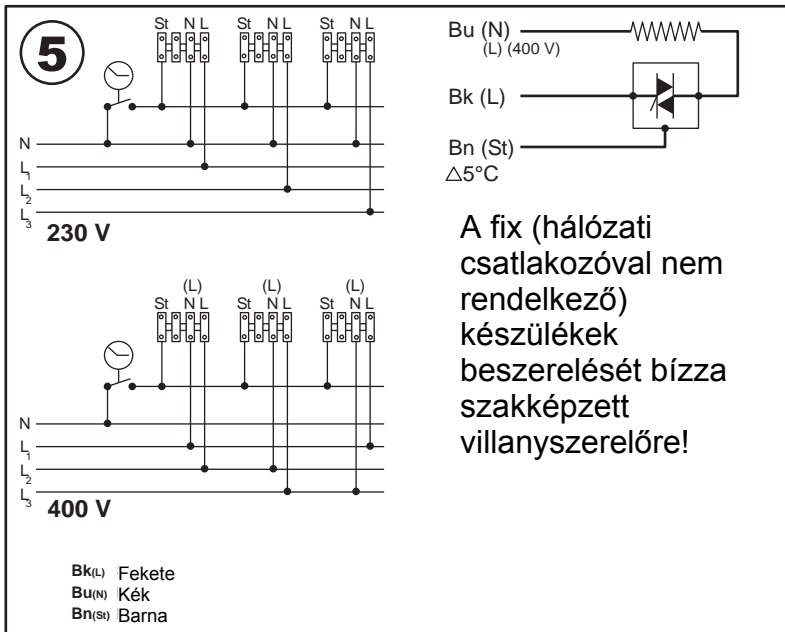 5
St N L St N L St N L
N
L1
L2
L3
230 V
(L) (L) (L)
St N L St N L St N L
N
L1
L2
L3
400 V
Bk(L) Fekete
Bu(N) Kék
Bn(St) Barna
Bu (N)
(L) (400 V)
Bk (L)
Bn (St)
△5°C
A fix (hálózati
csatlakozóval nem
rendelkező)
készülékek
beszerelését bízza
szakképzett
villanyszerelőre!